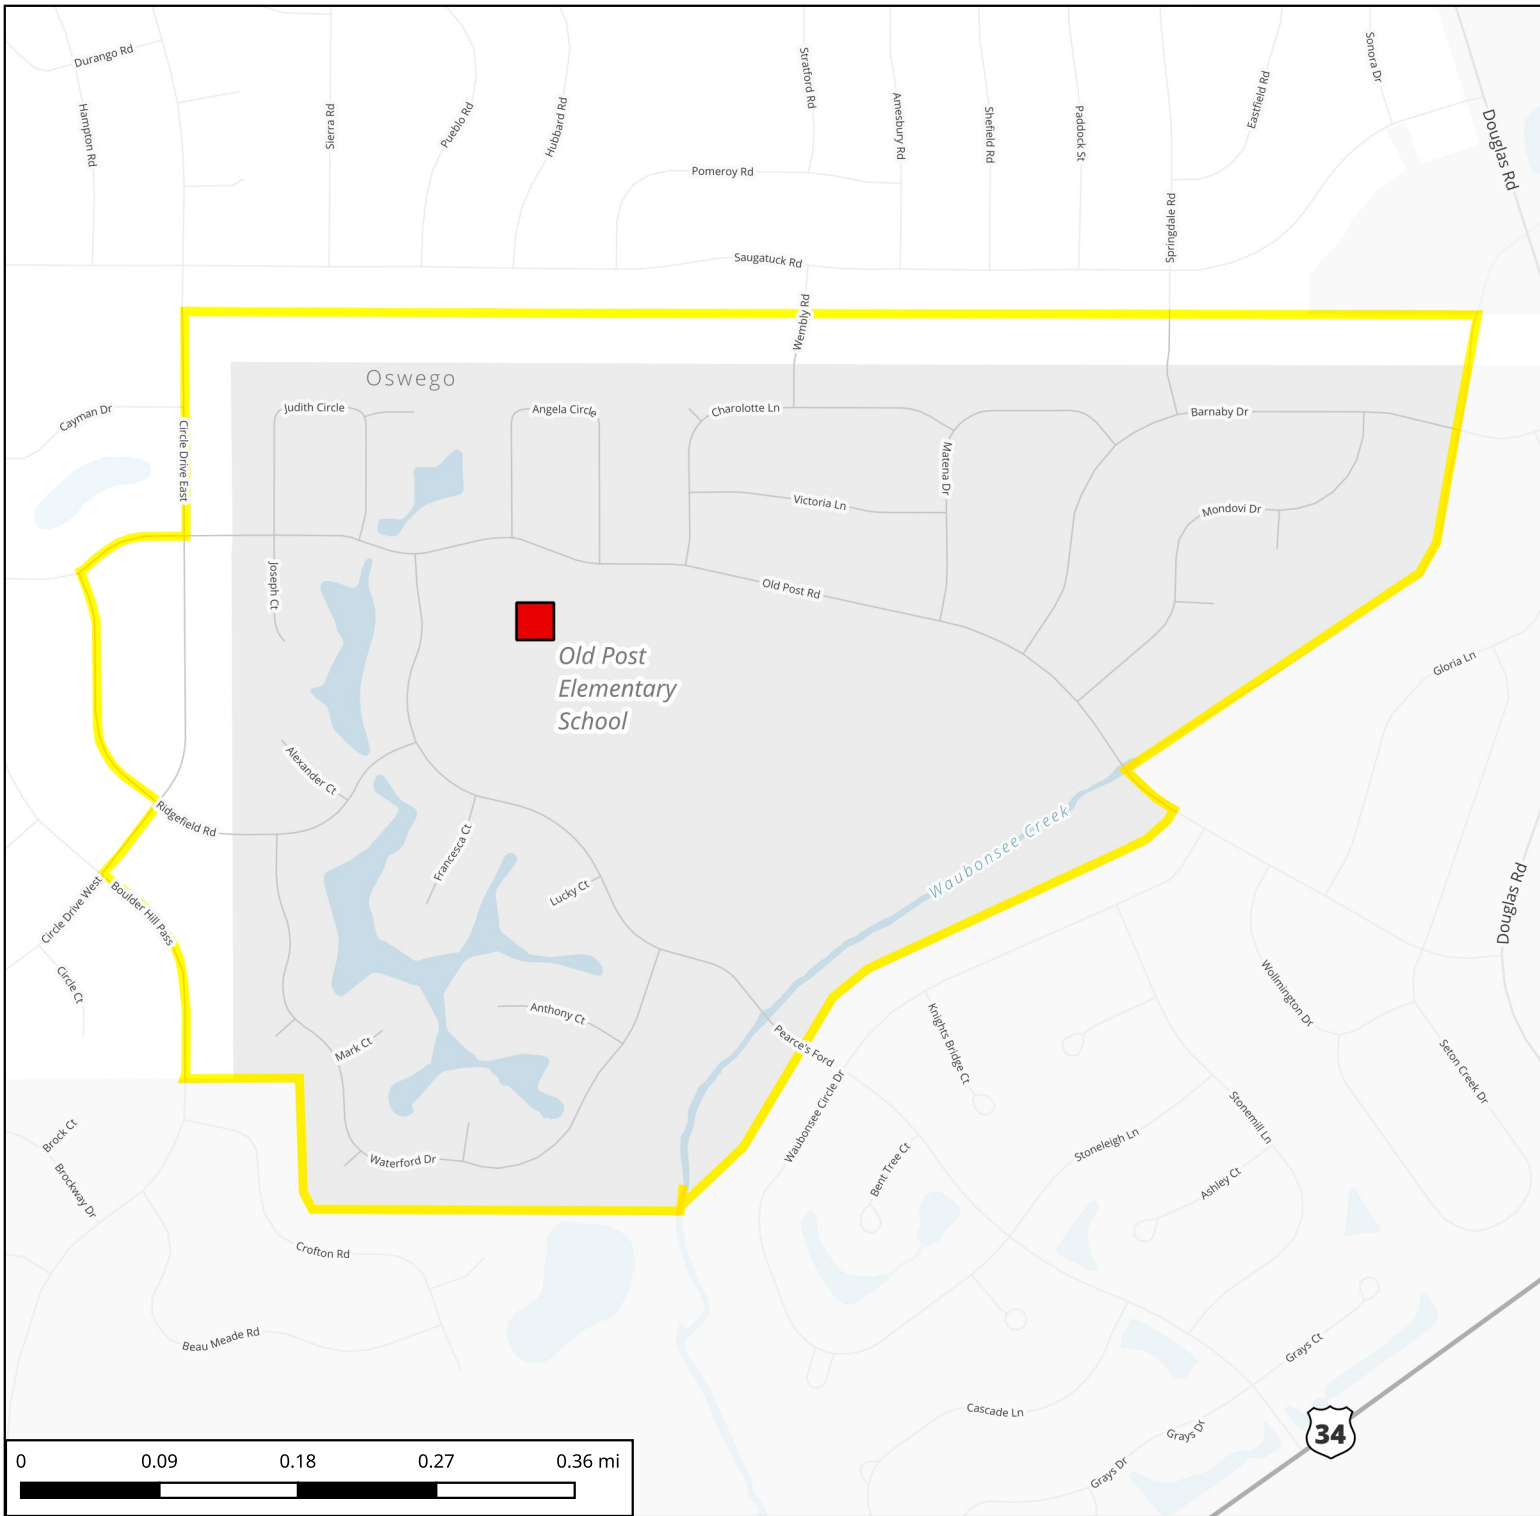 Durango Rd
Hampton Rd
Sierra Rd
Pueblo Rd
Hubbard Rd
Stratford Rd
Amesbury Rd
Shefield Rd
Paddock St
Eastfield Rd
Sonora Dr
Douglas Rd
Pomeroy Rd
Springdale Rd
Saugatuck Rd
Wembly Rd
Oswego
Cayman Dr
Judith Circle
Angela Circle
Charolotte Ln
Barnaby Dr
Circle Drive East
Matena Dr
Victoria Ln
Mondovi Dr
Joseph Ct
Old Post Rd
Old Post
Elementary
School
Gloria Ln
Alexander Ct
Ridgefield Rd
Francesca Ct
Lucky Ct
Waubonsee Creek
Circle Drive West
Boulder Hill Pass
Douglas Rd
Circle Ct
Anthony Ct
Mark Ct
Pearce's Ford
Knights Bridge Ct
Wollmington Dr
Seton Creek Dr
Waubonsee Circle Dr
Stonemill Ln
Brock Ct
Brockway Dr
Waterford Dr
Bent Tree Ct
Stoneleigh Ln
Ashley Ct
Crofton Rd
Beau Meade Rd
Grays Ct
Cascade Ln
Grays Dr
34
Grays Dr
0 0.09 0.18 0.27 0.36 mi